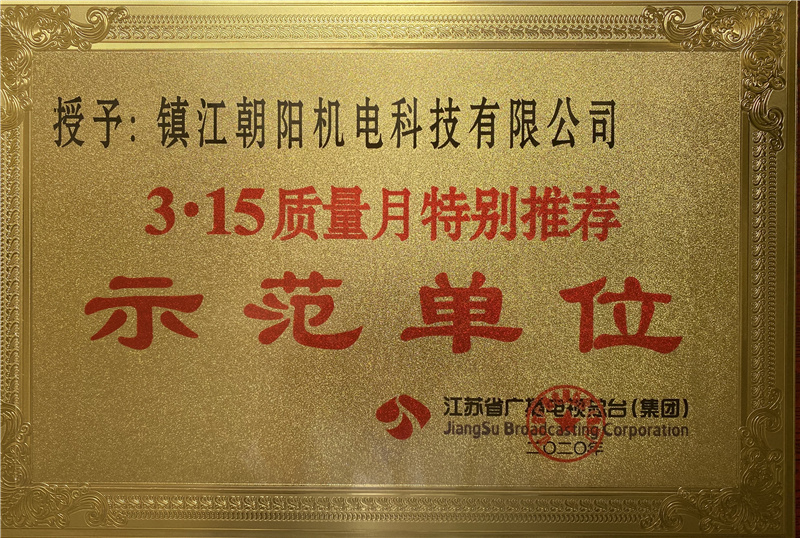 授予：镇江朝阳机电科技有限公司
3·15质量月特别推荐
示范单位
江苏省广播电视总台（集团）
JiangSu Broadcasting Corporation
二〇二〇年